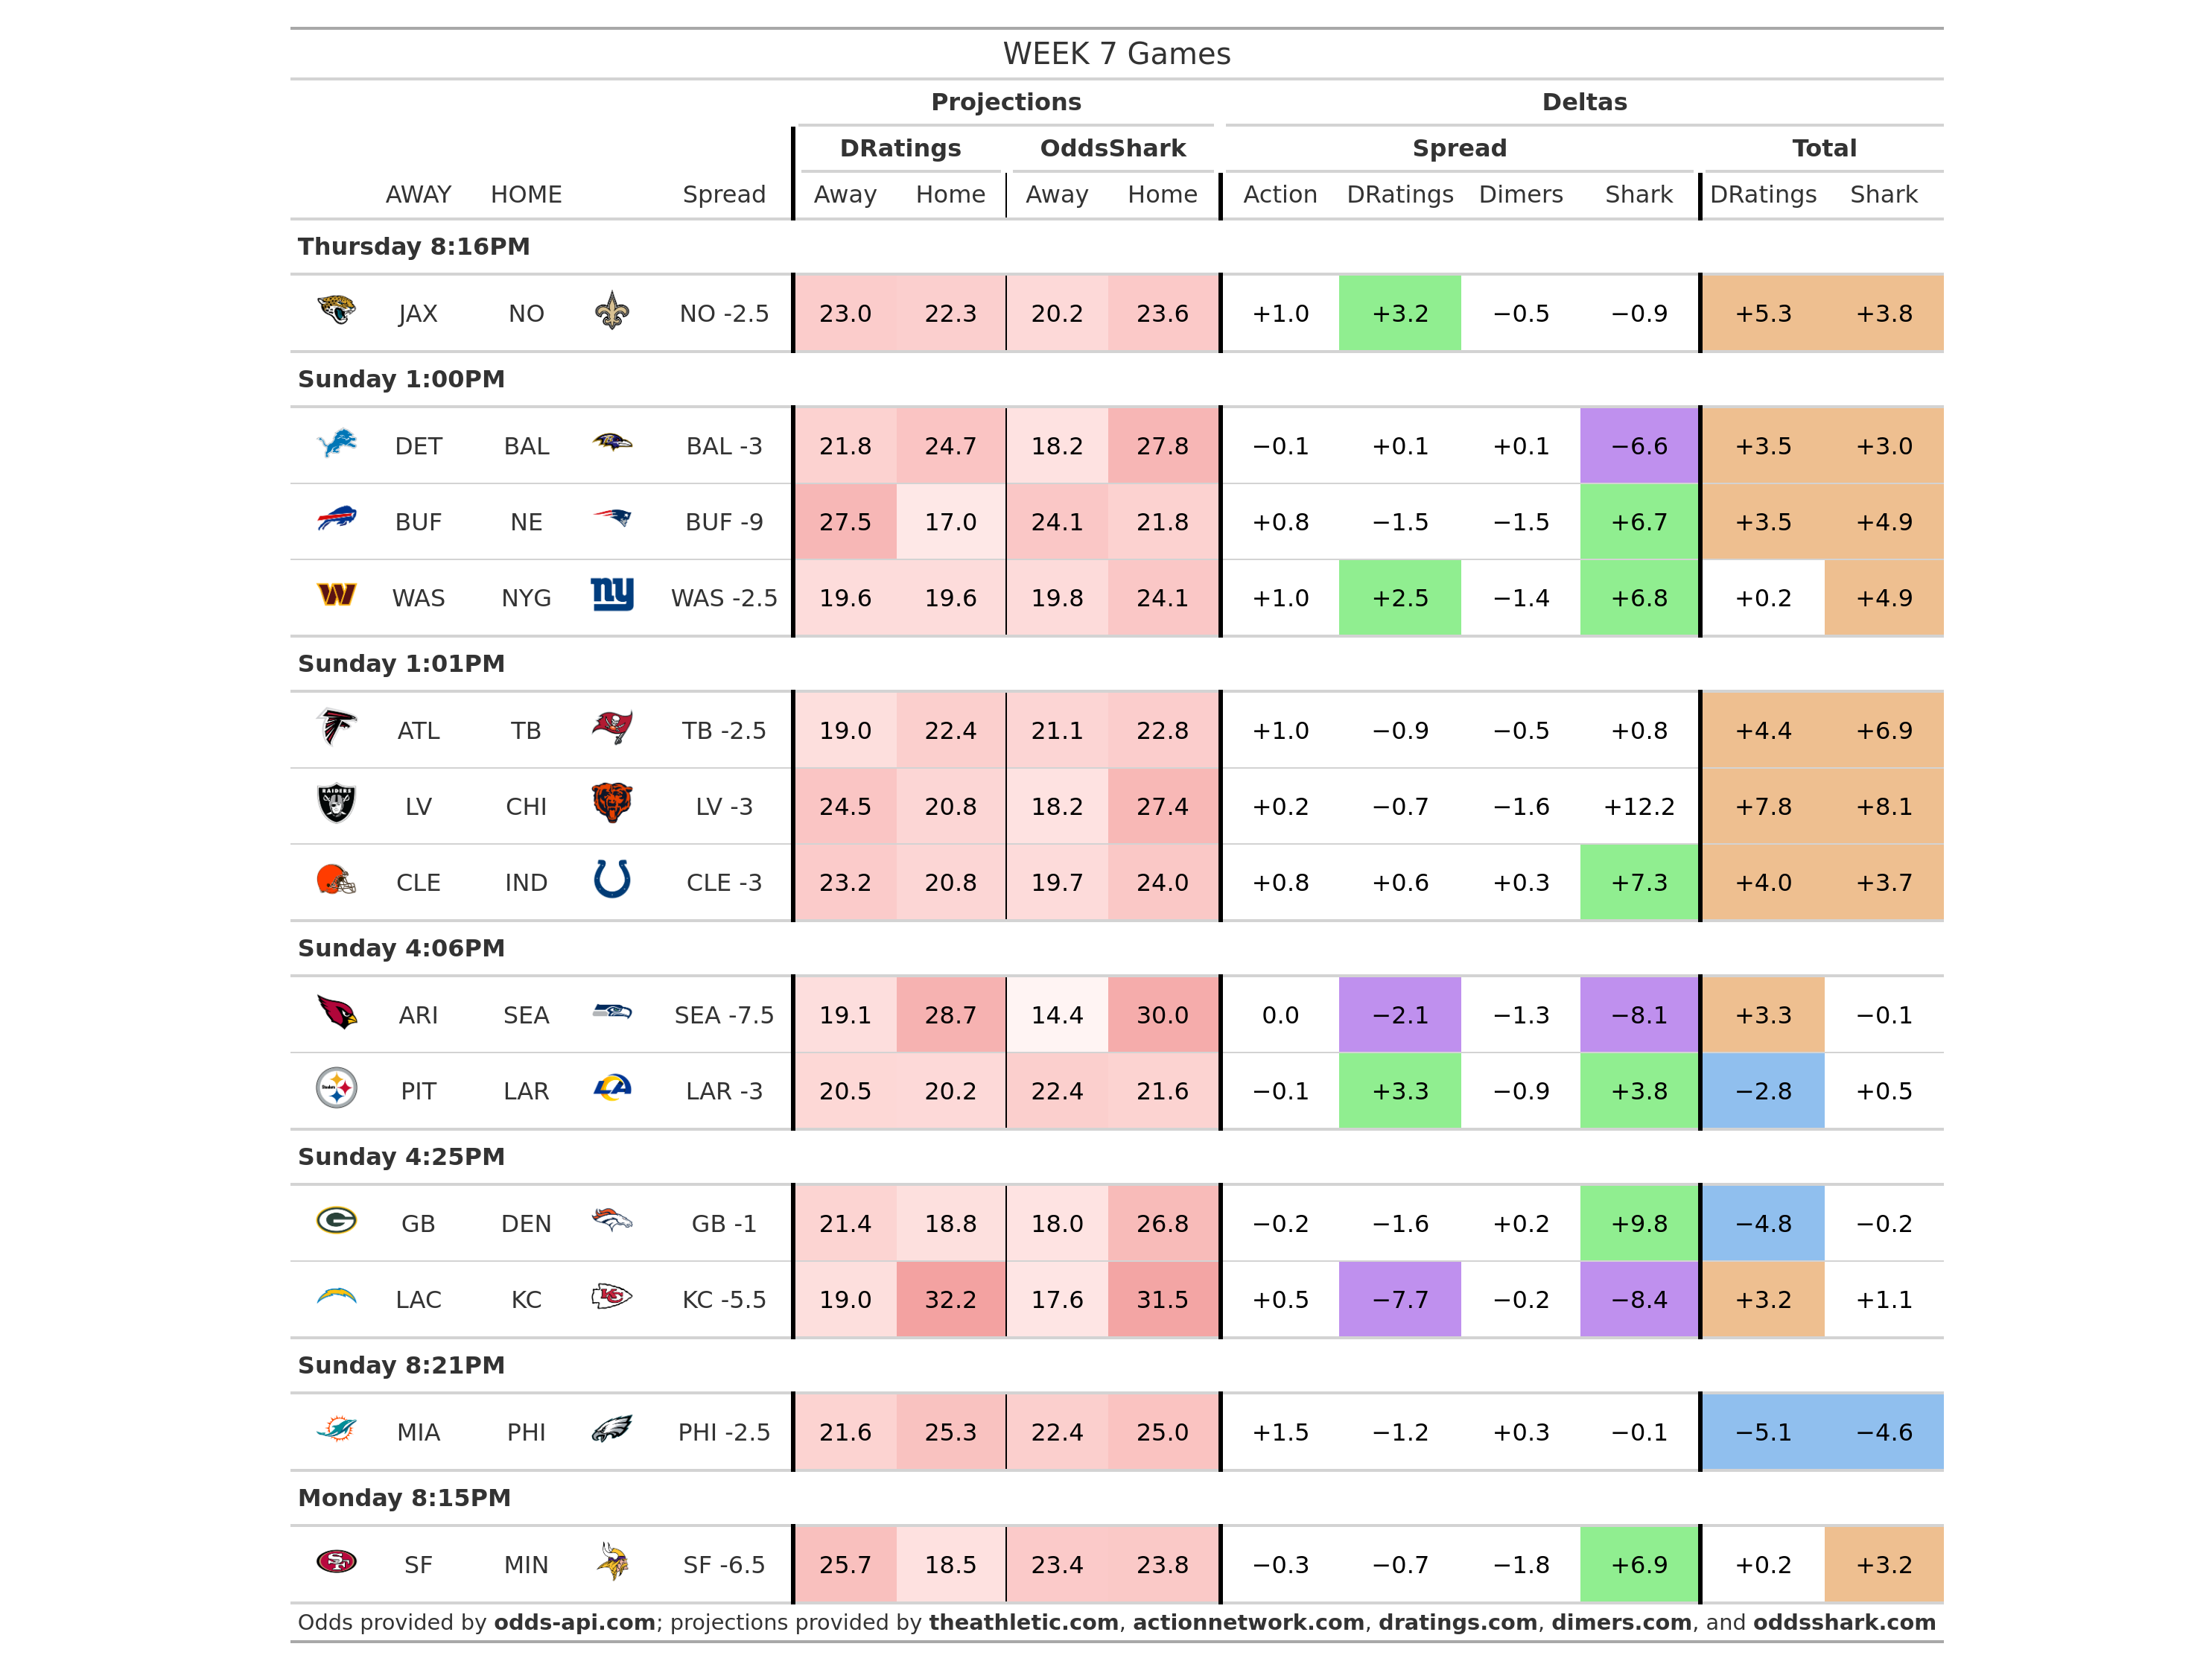 WEEK 7 Games
Projections Deltas
DRatings OddsShark Spread Total
AWAY HOME Spread Away Home Away Home Action DRatings Dimers Shark DRatings Shark
Thursday 8:16PM
JAX NO NO -2.5 23.0 22.3 20.2 23.6 +1.0 +3.2 −0.5 −0.9 +5.3 +3.8
Sunday 1:00PM
DET BAL BAL -3 21.8 24.7 18.2 27.8 −0.1 +0.1 +0.1 −6.6 +3.5 +3.0
BUF NE BUF -9 27.5 17.0 24.1 21.8 +0.8 −1.5 −1.5 +6.7 +3.5 +4.9
WAS NYG ny WAS -2.5 19.6 19.6 19.8 24.1 +1.0 +2.5 −1.4 +6.8 +0.2 +4.9
Sunday 1:01PM
ATL TB TB -2.5 19.0 22.4 21.1 22.8 +1.0 −0.9 −0.5 +0.8 +4.4 +6.9
RAIDERS LV CHI LV -3 24.5 20.8 18.2 27.4 +0.2 −0.7 −1.6 +12.2 +7.8 +8.1
CLE IND CLE -3 23.2 20.8 19.7 24.0 +0.8 +0.6 +0.3 +7.3 +4.0 +3.7
Sunday 4:06PM
ARI SEA SEA -7.5 19.1 28.7 14.4 30.0 0.0 −2.1 −1.3 −8.1 +3.3 −0.1
Steelers PIT LAR LA LAR -3 20.5 20.2 22.4 21.6 −0.1 +3.3 −0.9 +3.8 −2.8 +0.5
Sunday 4:25PM
G GB DEN GB -1 21.4 18.8 18.0 26.8 −0.2 −1.6 +0.2 +9.8 −4.8 −0.2
LAC KC KC KC -5.5 19.0 32.2 17.6 31.5 +0.5 −7.7 −0.2 −8.4 +3.2 +1.1
Sunday 8:21PM
MIA PHI PHI -2.5 21.6 25.3 22.4 25.0 +1.5 −1.2 +0.3 −0.1 −5.1 −4.6
Monday 8:15PM
SF SF MIN SF -6.5 25.7 18.5 23.4 23.8 −0.3 −0.7 −1.8 +6.9 +0.2 +3.2
Odds provided by odds-api.com; projections provided by theathletic.com, actionnetwork.com, dratings.com, dimers.com, and oddsshark.com